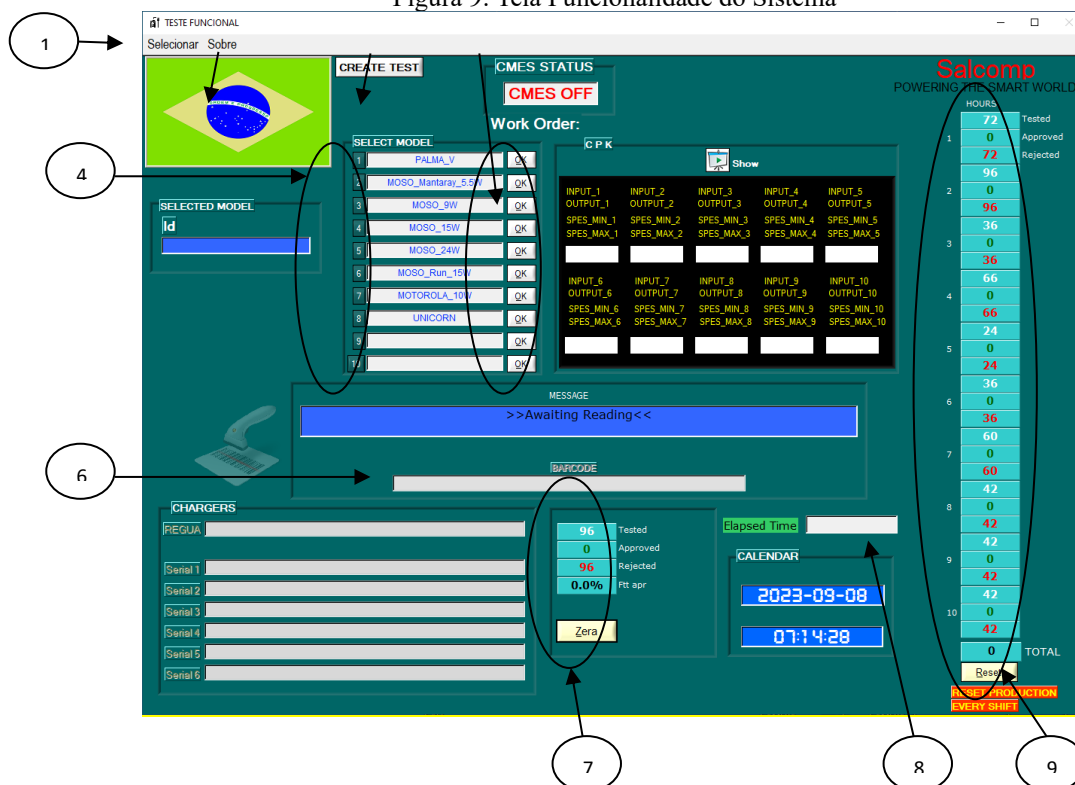 Figura 9. Tela Funcionalidade do Sistema
TESTE FUNCIONAL
Selecionar Sobre
1
CREATE TEST
CMES STATUS
CMES OFF
Work Order:
Salcomp
POWERING THE SMART WORLD
4
SELECTED MODEL
Id
SELECT MODEL
1 PALMA_V OK
2 MOSO_Mantaray_5.5W OK
3 MOSO_9W OK
4 MOSO_15W OK
5 MOSO_24W OK
6 MOSO_Run_15W OK
7 MOTOROLA_10W OK
8 UNICORN OK
9 OK
10 OK
C P K
Show
INPUT_1 INPUT_2 INPUT_3 INPUT_4 INPUT_5
OUTPUT_1 OUTPUT_2 OUTPUT_3 OUTPUT_4 OUTPUT_5
SPES_MIN_1 SPES_MIN_2 SPES_MIN_3 SPES_MIN_4 SPES_MIN_5
SPES_MAX_1 SPES_MAX_2 SPES_MAX_3 SPES_MAX_4 SPES_MAX_5
INPUT_6 INPUT_7 INPUT_8 INPUT_9 INPUT_10
OUTPUT_6 OUTPUT_7 OUTPUT_8 OUTPUT_9 OUTPUT_10
SPES_MIN_6 SPES_MIN_7 SPES_MIN_8 SPES_MIN_9 SPES_MIN_10
SPES_MAX_6 SPES_MAX_7 SPES_MAX_8 SPES_MAX_9 SPES_MAX_10
MESSAGE
>>Awaiting Reading<<
6
BARCODE
CHARGERS
REGUA
Serial 1
Serial 2
Serial 3
Serial 4
Serial 5
Serial 6
96 Tested
0 Approved
96 Rejected
0.0% Ftt apr
Zera
Elapsed Time
CALENDAR
2023-09-08
07:14:28
HOURS
72 Tested
1 0 Approved
72 Rejected
96
2 0
96
36
3 0
36
66
4 0
66
24
5 0
24
36
6 0
36
60
7 0
60
42
8 0
42
42
9 0
42
42
10 0
42
0 TOTAL
Reset
RESET PRODUCTION
EVERY SHIFT
7
8
9